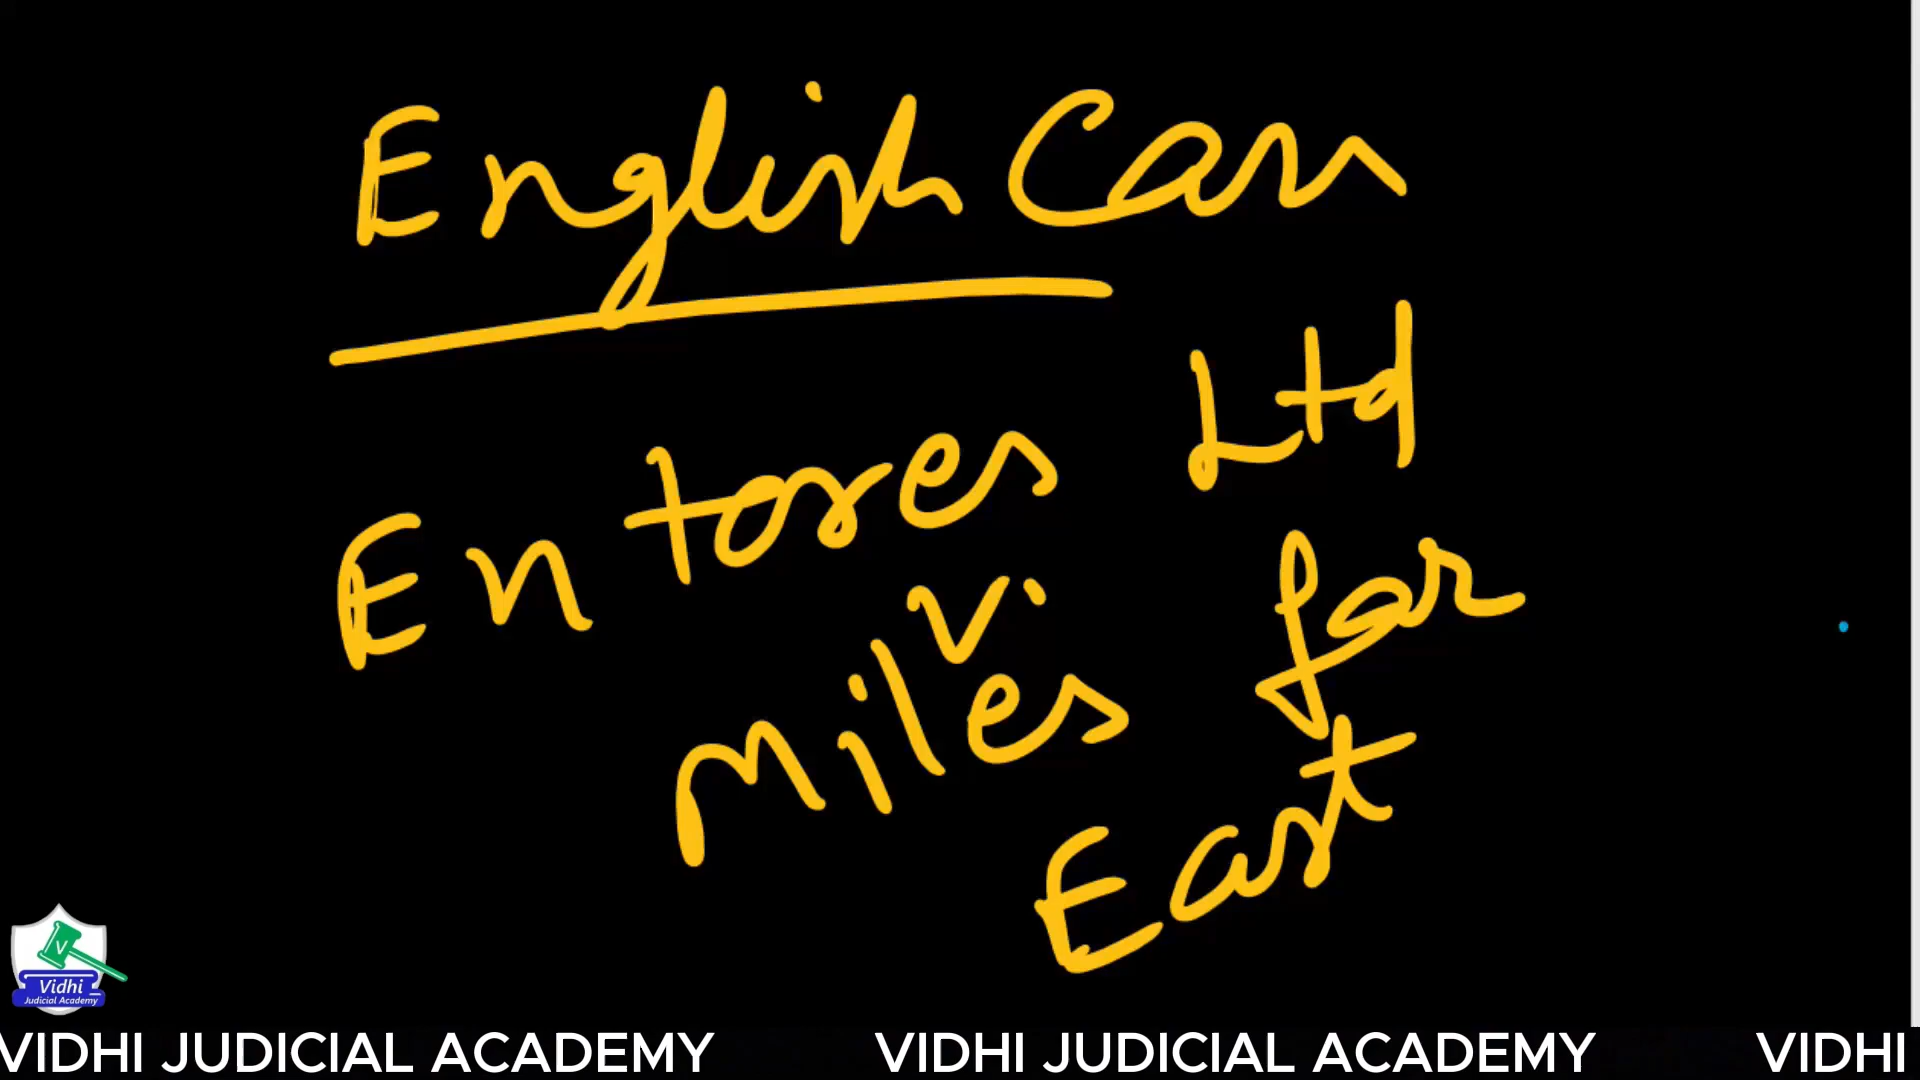 English Case
Entores Ltd
v.
Miles far
East
V
Vidhi
Judicial Academy
VIDHI JUDICIAL ACADEMY VIDHI JUDICIAL ACADEMY VIDHI